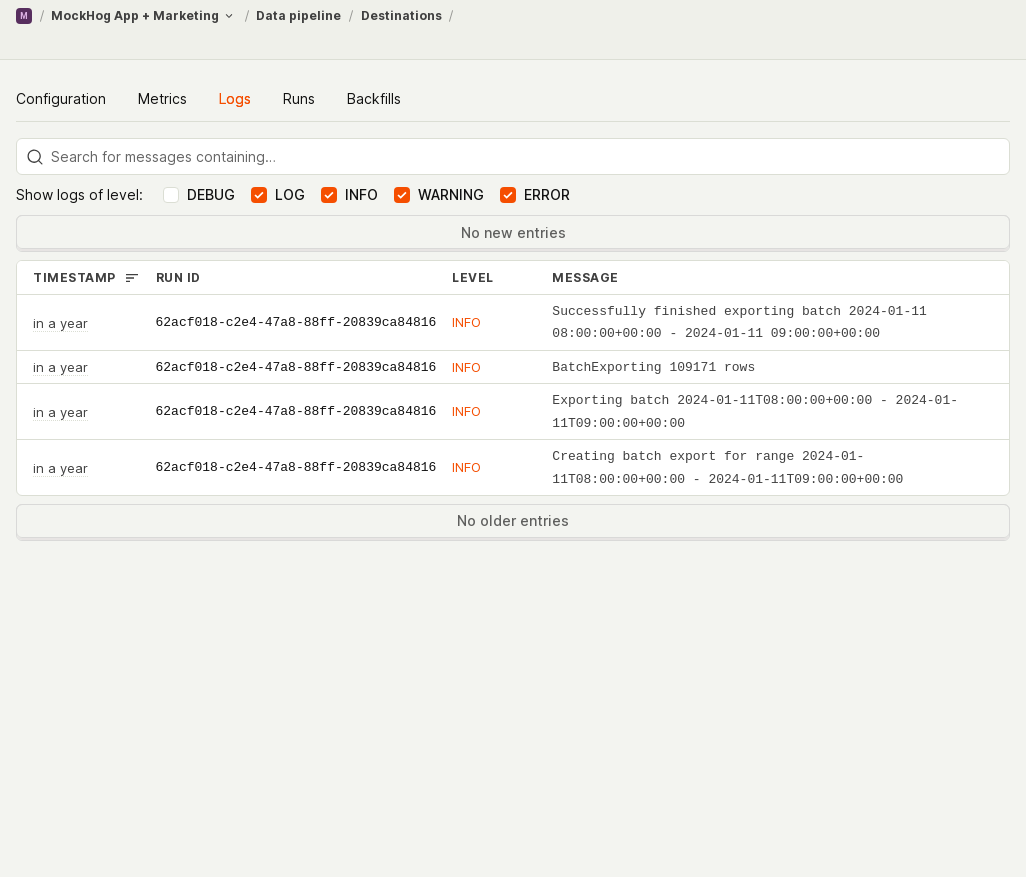 M / MockHog App + Marketing / Data pipeline / Destinations /
Configuration Metrics Logs Runs Backfills
Search for messages containing…
Show logs of level: DEBUG LOG INFO WARNING ERROR
No new entries
TIMESTAMP RUN ID LEVEL MESSAGE
in a year 62acf018-c2e4-47a8-88ff-20839ca84816 INFO Successfully finished exporting batch 2024-01-11
08:00:00+00:00 - 2024-01-11 09:00:00+00:00
in a year 62acf018-c2e4-47a8-88ff-20839ca84816 INFO BatchExporting 109171 rows
in a year 62acf018-c2e4-47a8-88ff-20839ca84816 INFO Exporting batch 2024-01-11T08:00:00+00:00 - 2024-01-
11T09:00:00+00:00
in a year 62acf018-c2e4-47a8-88ff-20839ca84816 INFO Creating batch export for range 2024-01-
11T08:00:00+00:00 - 2024-01-11T09:00:00+00:00
No older entries